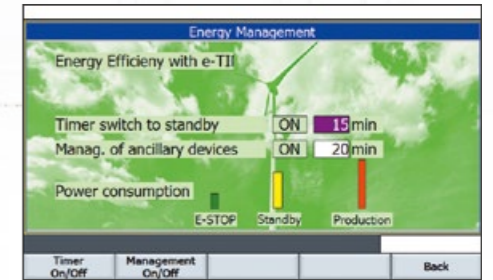 Energy Management
Energy Efficieny with e-TII
Timer switch to standby ON 15 min
Manag. of ancillary devices ON 20 min
Power consumption
E-STOP Standby Production
Timer On/Off Management On/Off Back